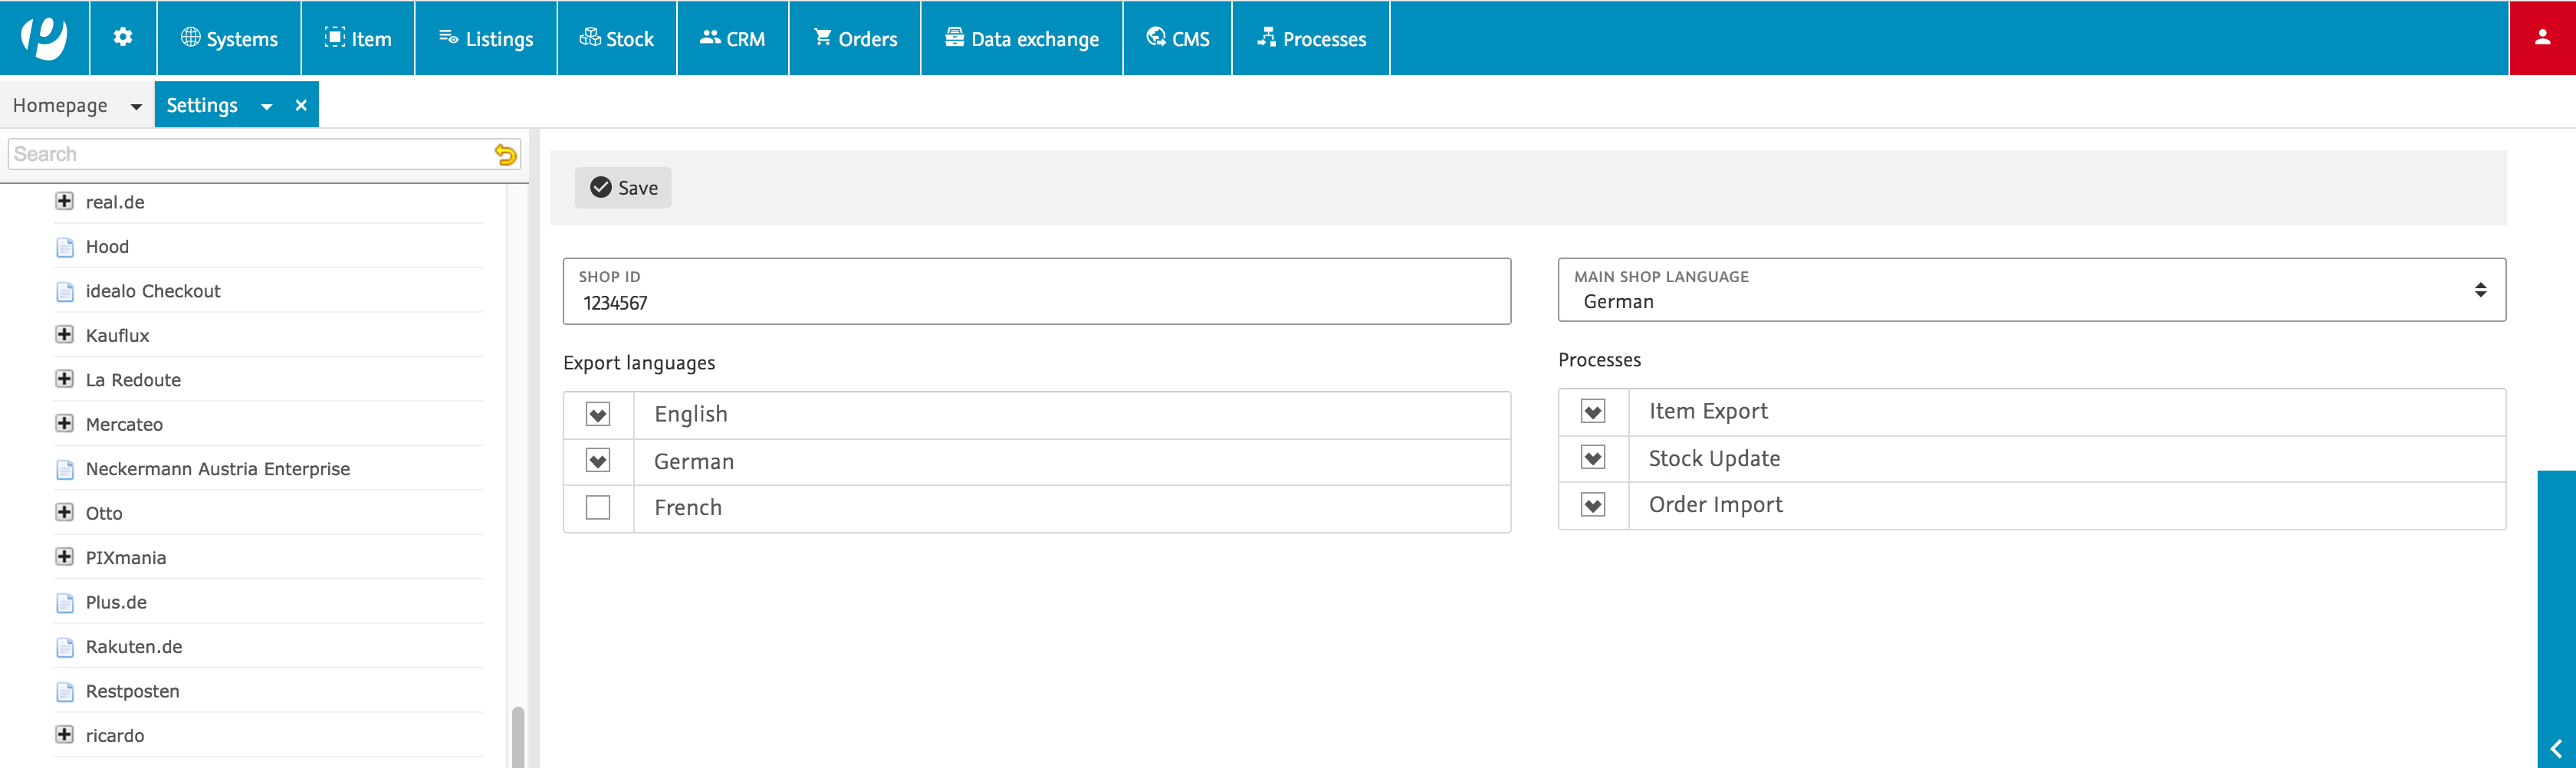 Systems
Item
Listings
Stock
CRM
Orders
Data exchange
CMS
Processes
Homepage
Settings
Search
real.de
Hood
idealo Checkout
Kauflux
La Redoute
Mercateo
Neckermann Austria Enterprise
Otto
PIXmania
Plus.de
Rakuten.de
Restposten
ricardo
Save
SHOP ID
1234567
MAIN SHOP LANGUAGE
German
Export languages
English
German
French
Processes
Item Export
Stock Update
Order Import